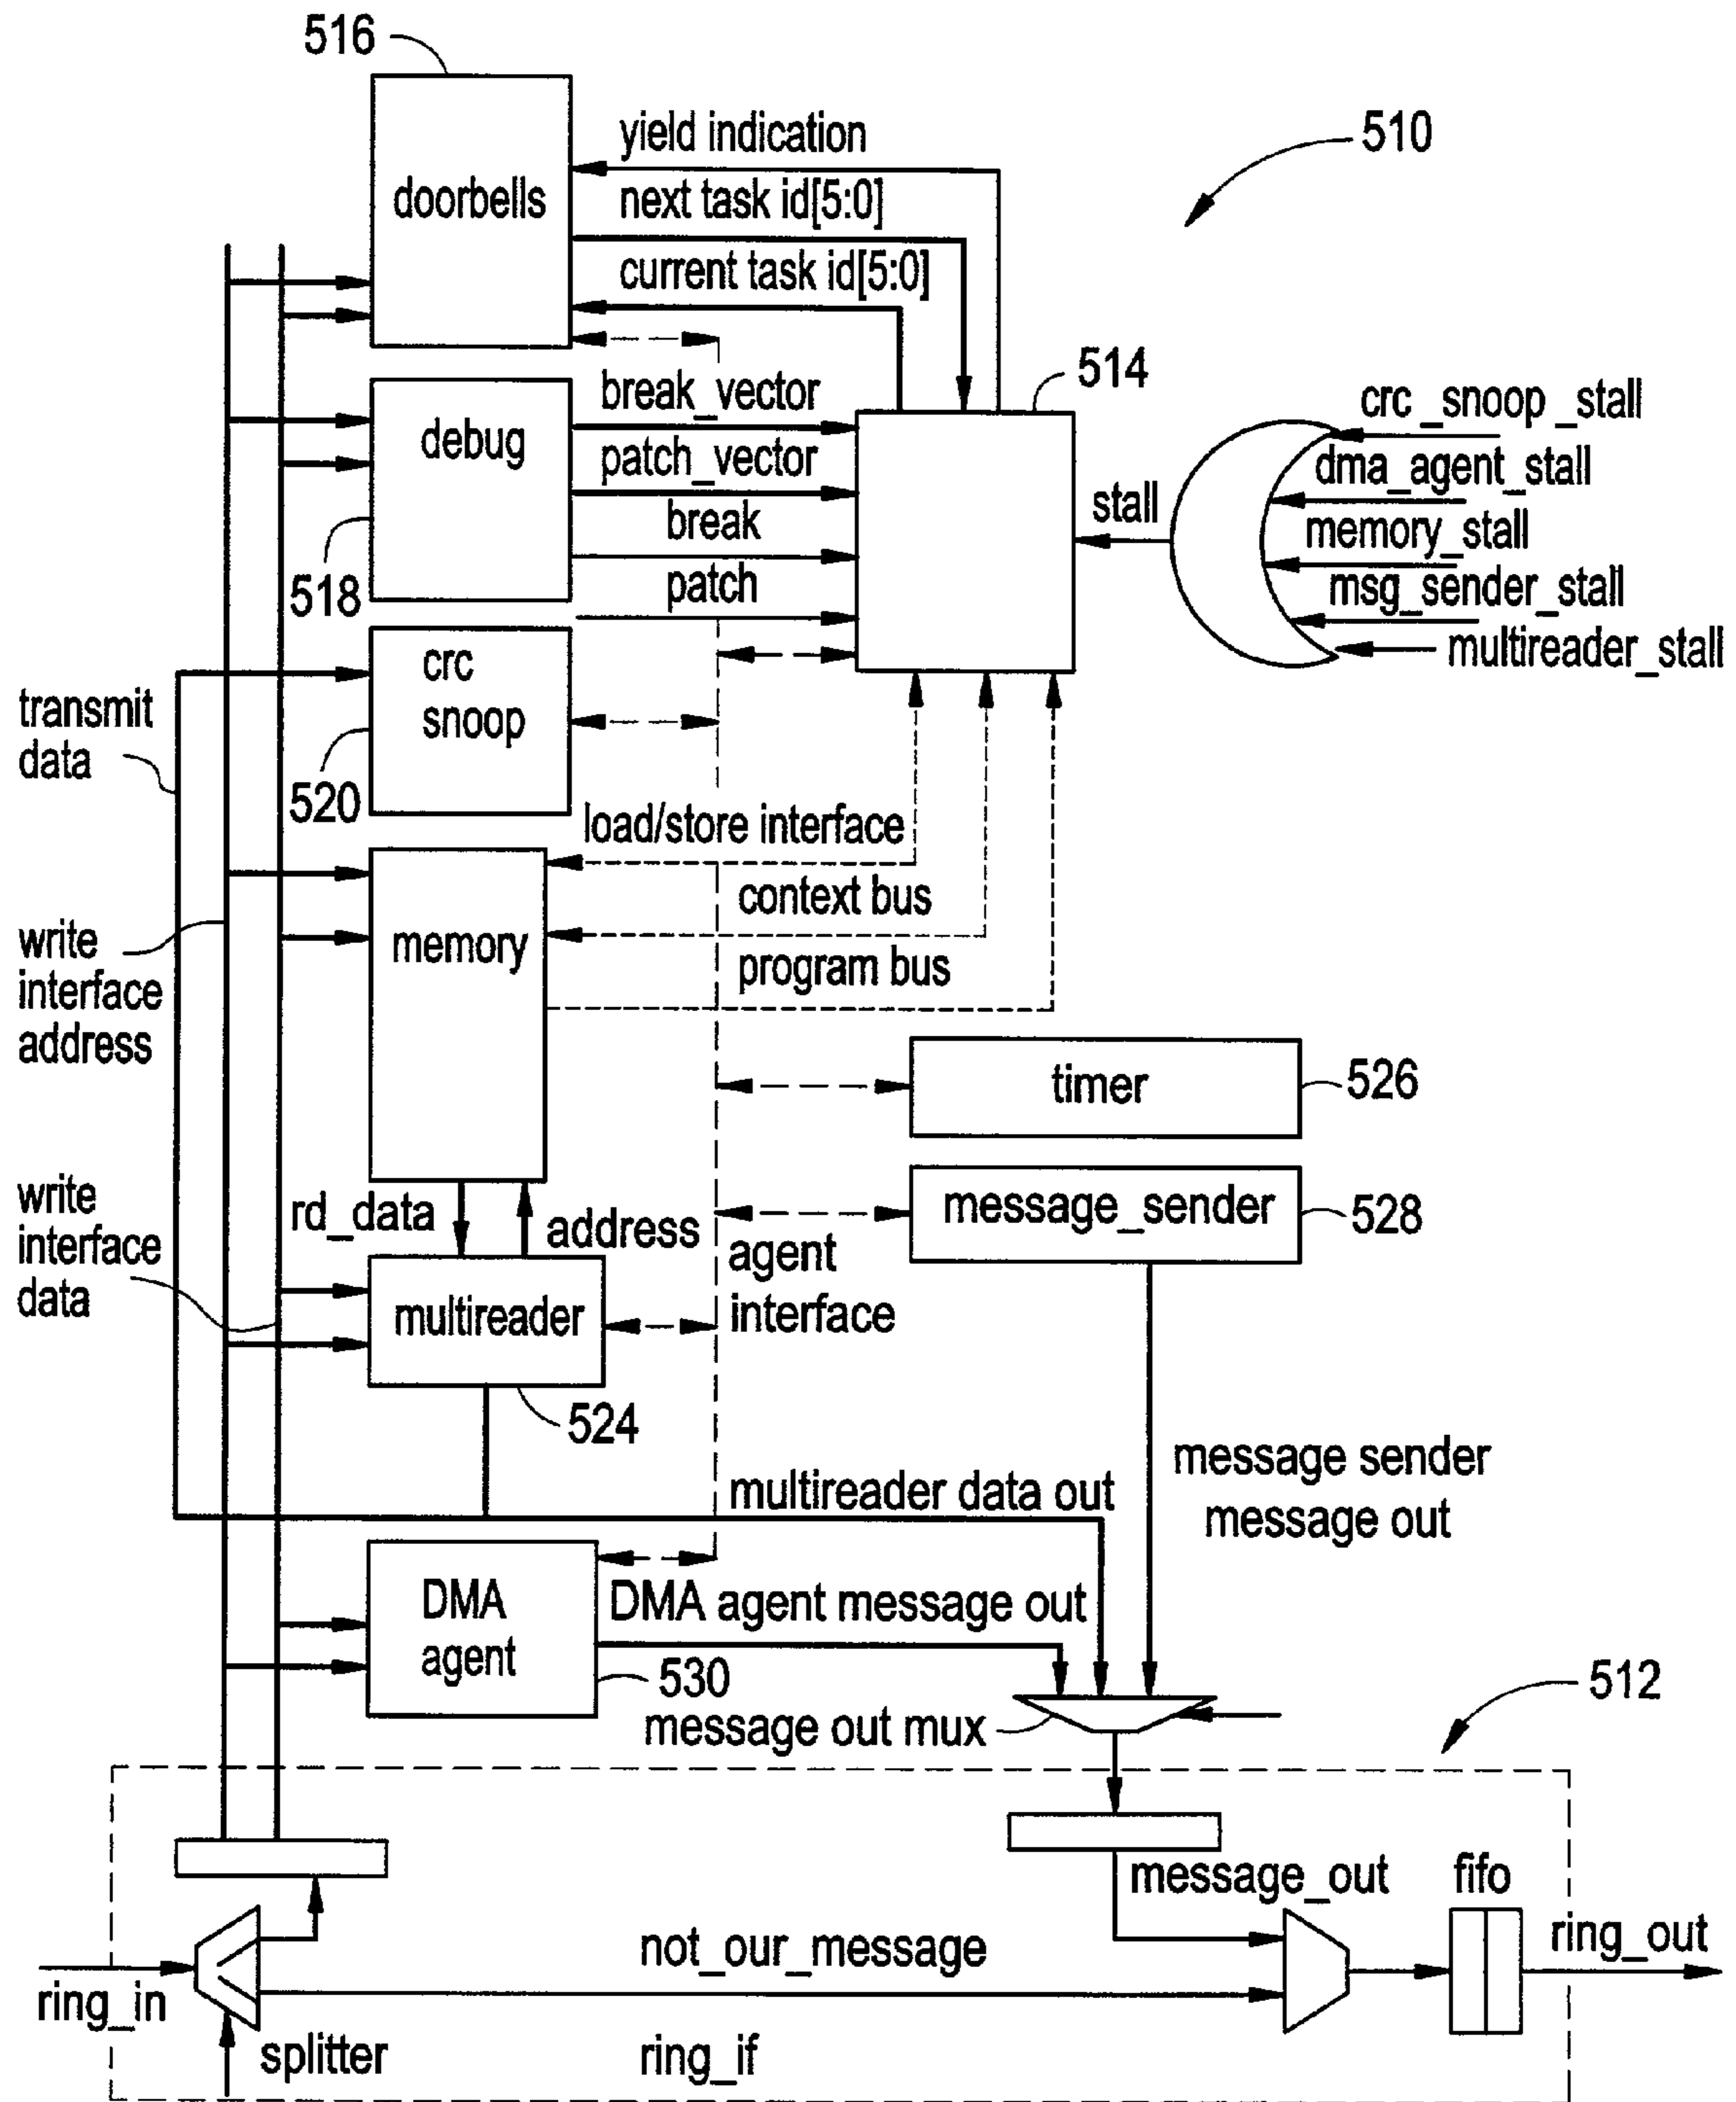 516
yield indication
510
doorbells
next task id[5:0]
current task id[5:0]
514
break_vector
crc_snoop_stall
debug
patch_vector
dma_agent_stall
stall
break
memory_stall
518
patch
msg_sender_stall
multireader_stall
crc
snoop
transmit
data
520
load/store interface
context bus
write
interface
address
memory
program bus
timer
526
write
interface
data
rd_data
address
message_sender
528
agent
interface
multireader
524
message sender
message out
multireader data out
DMA
agent
DMA agent message out
530
512
message out mux
message_out
fifo
not_our_message
ring_out
ring_in
splitter
ring_if